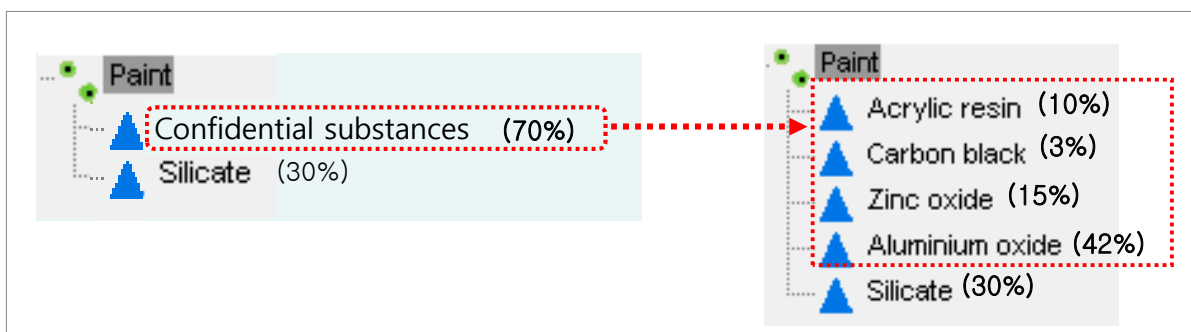 Paint
Confidential substances (70%)
Silicate (30%)
Paint
Acrylic resin (10%)
Carbon black (3%)
Zinc oxide (15%)
Aluminium oxide (42%)
Silicate (30%)